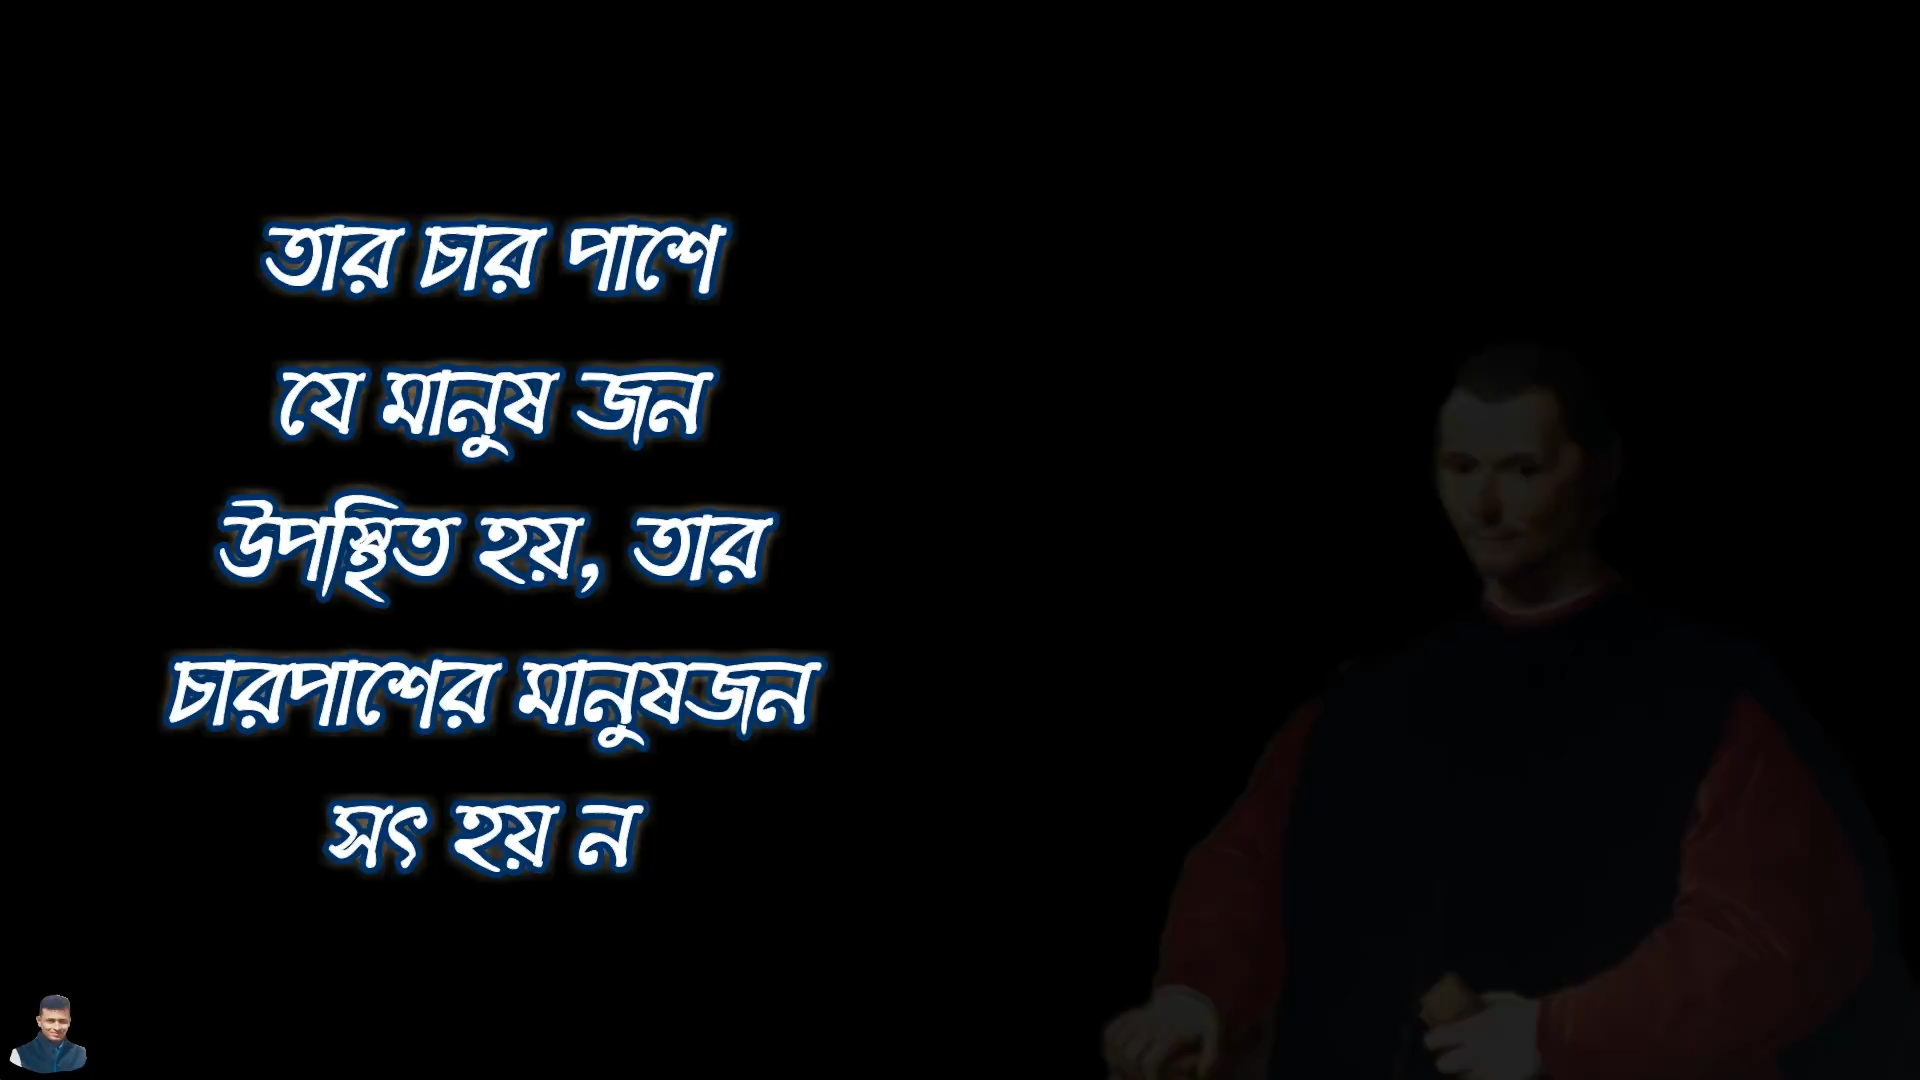 তার চার পাশে
যে মানুষ জন
উপস্থিত হয়, তার
চারপাশের মানুষজন
সৎ হয় ন